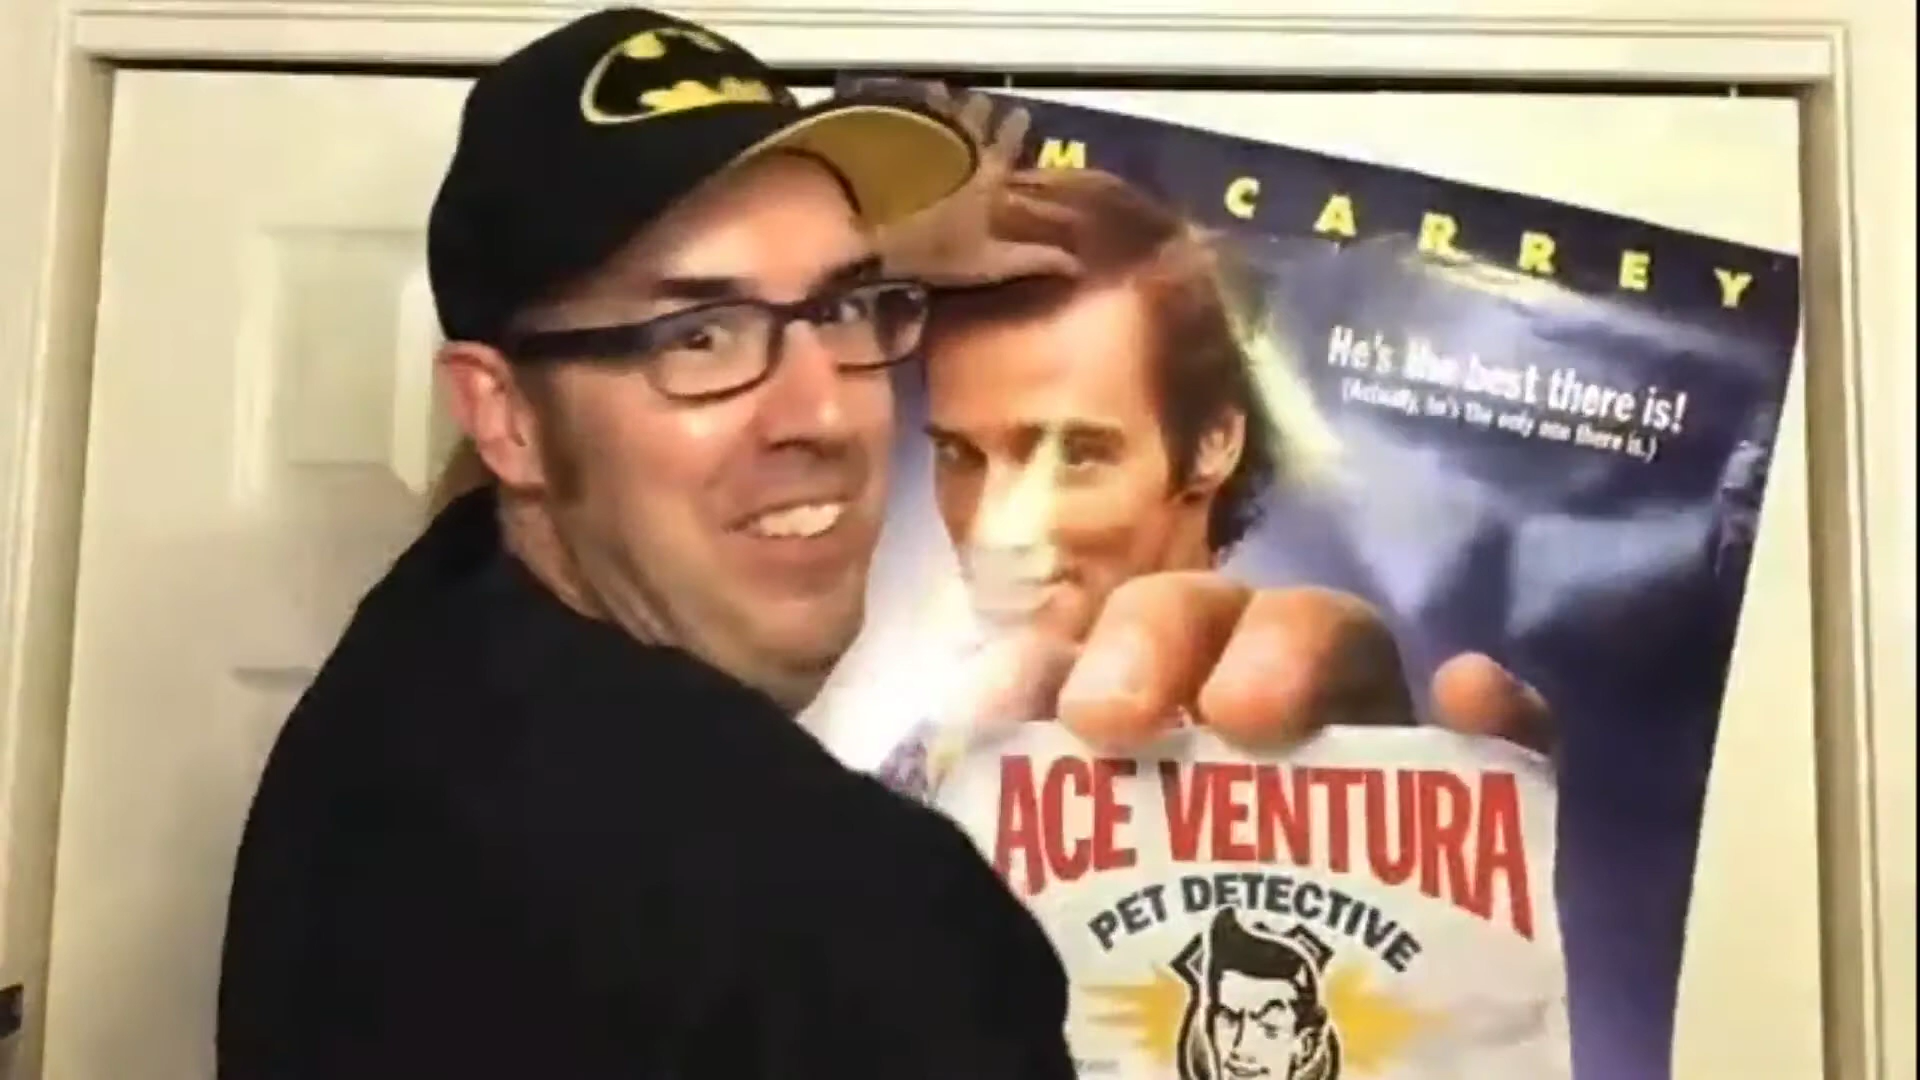 M CARREY
He's the best there is!
(Actually, he's the only one there is.)
ACE VENTURA
PET DETECTIVE